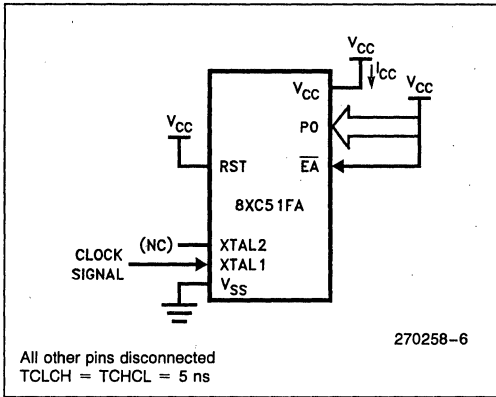 VCC
ICC
VCC
VCC
P0
VCC
RST
EA
8XC51FA
(NC)
XTAL2
CLOCK
SIGNAL
XTAL1
VSS
270258-6
All other pins disconnected
TCLCH = TCHCL = 5 ns